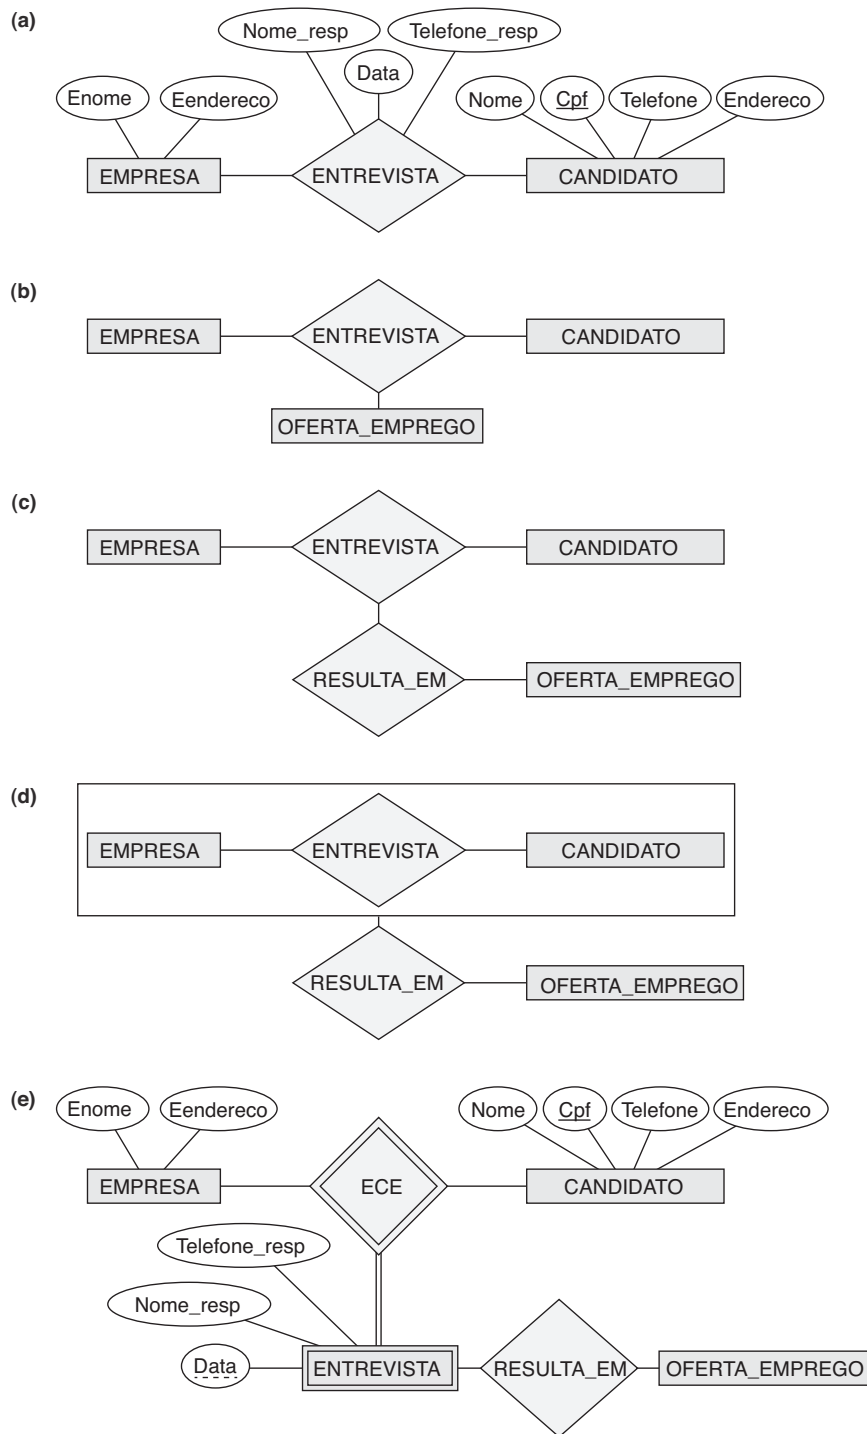 (a)
Nome_resp Telefone_resp
Data
Enome Eendereco Nome Cpf Telefone Endereco
EMPRESA ENTREVISTA CANDIDATO
(b)
EMPRESA ENTREVISTA CANDIDATO
OFERTA_EMPREGO
(c)
EMPRESA ENTREVISTA CANDIDATO
RESULTA_EM OFERTA_EMPREGO
(d)
EMPRESA ENTREVISTA CANDIDATO
RESULTA_EM OFERTA_EMPREGO
(e)
Enome Eendereco Nome Cpf Telefone Endereco
EMPRESA ECE CANDIDATO
Telefone_resp
Nome_resp
Data ENTREVISTA RESULTA_EM OFERTA_EMPREGO